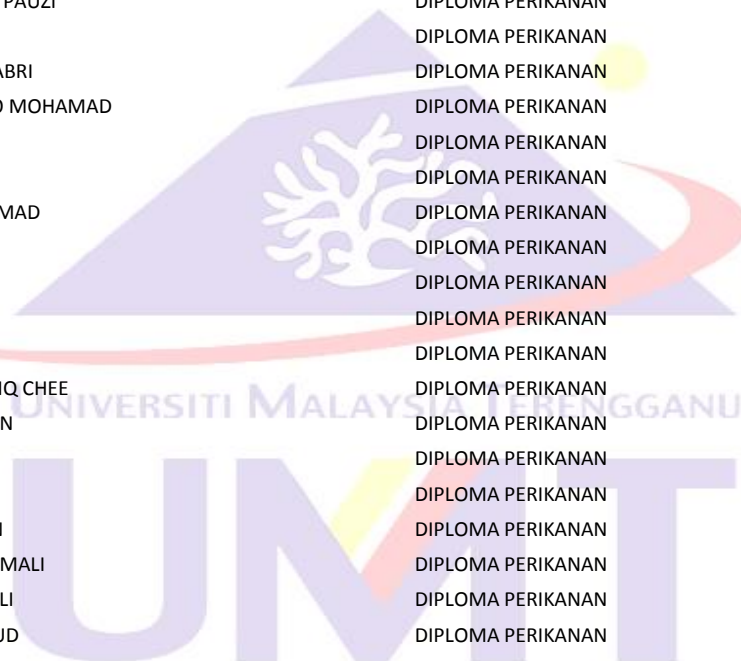 PAUZI DIPLOMA PERIKANAN
DIPLOMA PERIKANAN
ABRI DIPLOMA PERIKANAN
D MOHAMAD DIPLOMA PERIKANAN
DIPLOMA PERIKANAN
DIPLOMA PERIKANAN
MAD DIPLOMA PERIKANAN
DIPLOMA PERIKANAN
DIPLOMA PERIKANAN
DIPLOMA PERIKANAN
DIPLOMA PERIKANAN
IQ CHEE DIPLOMA PERIKANAN
UNIVERSITI MALAYSIA TERENGGANU
N DIPLOMA PERIKANAN
DIPLOMA PERIKANAN
DIPLOMA PERIKANAN
I DIPLOMA PERIKANAN
MALI DIPLOMA PERIKANAN
LI DIPLOMA PERIKANAN
UD DIPLOMA PERIKANAN
UMT